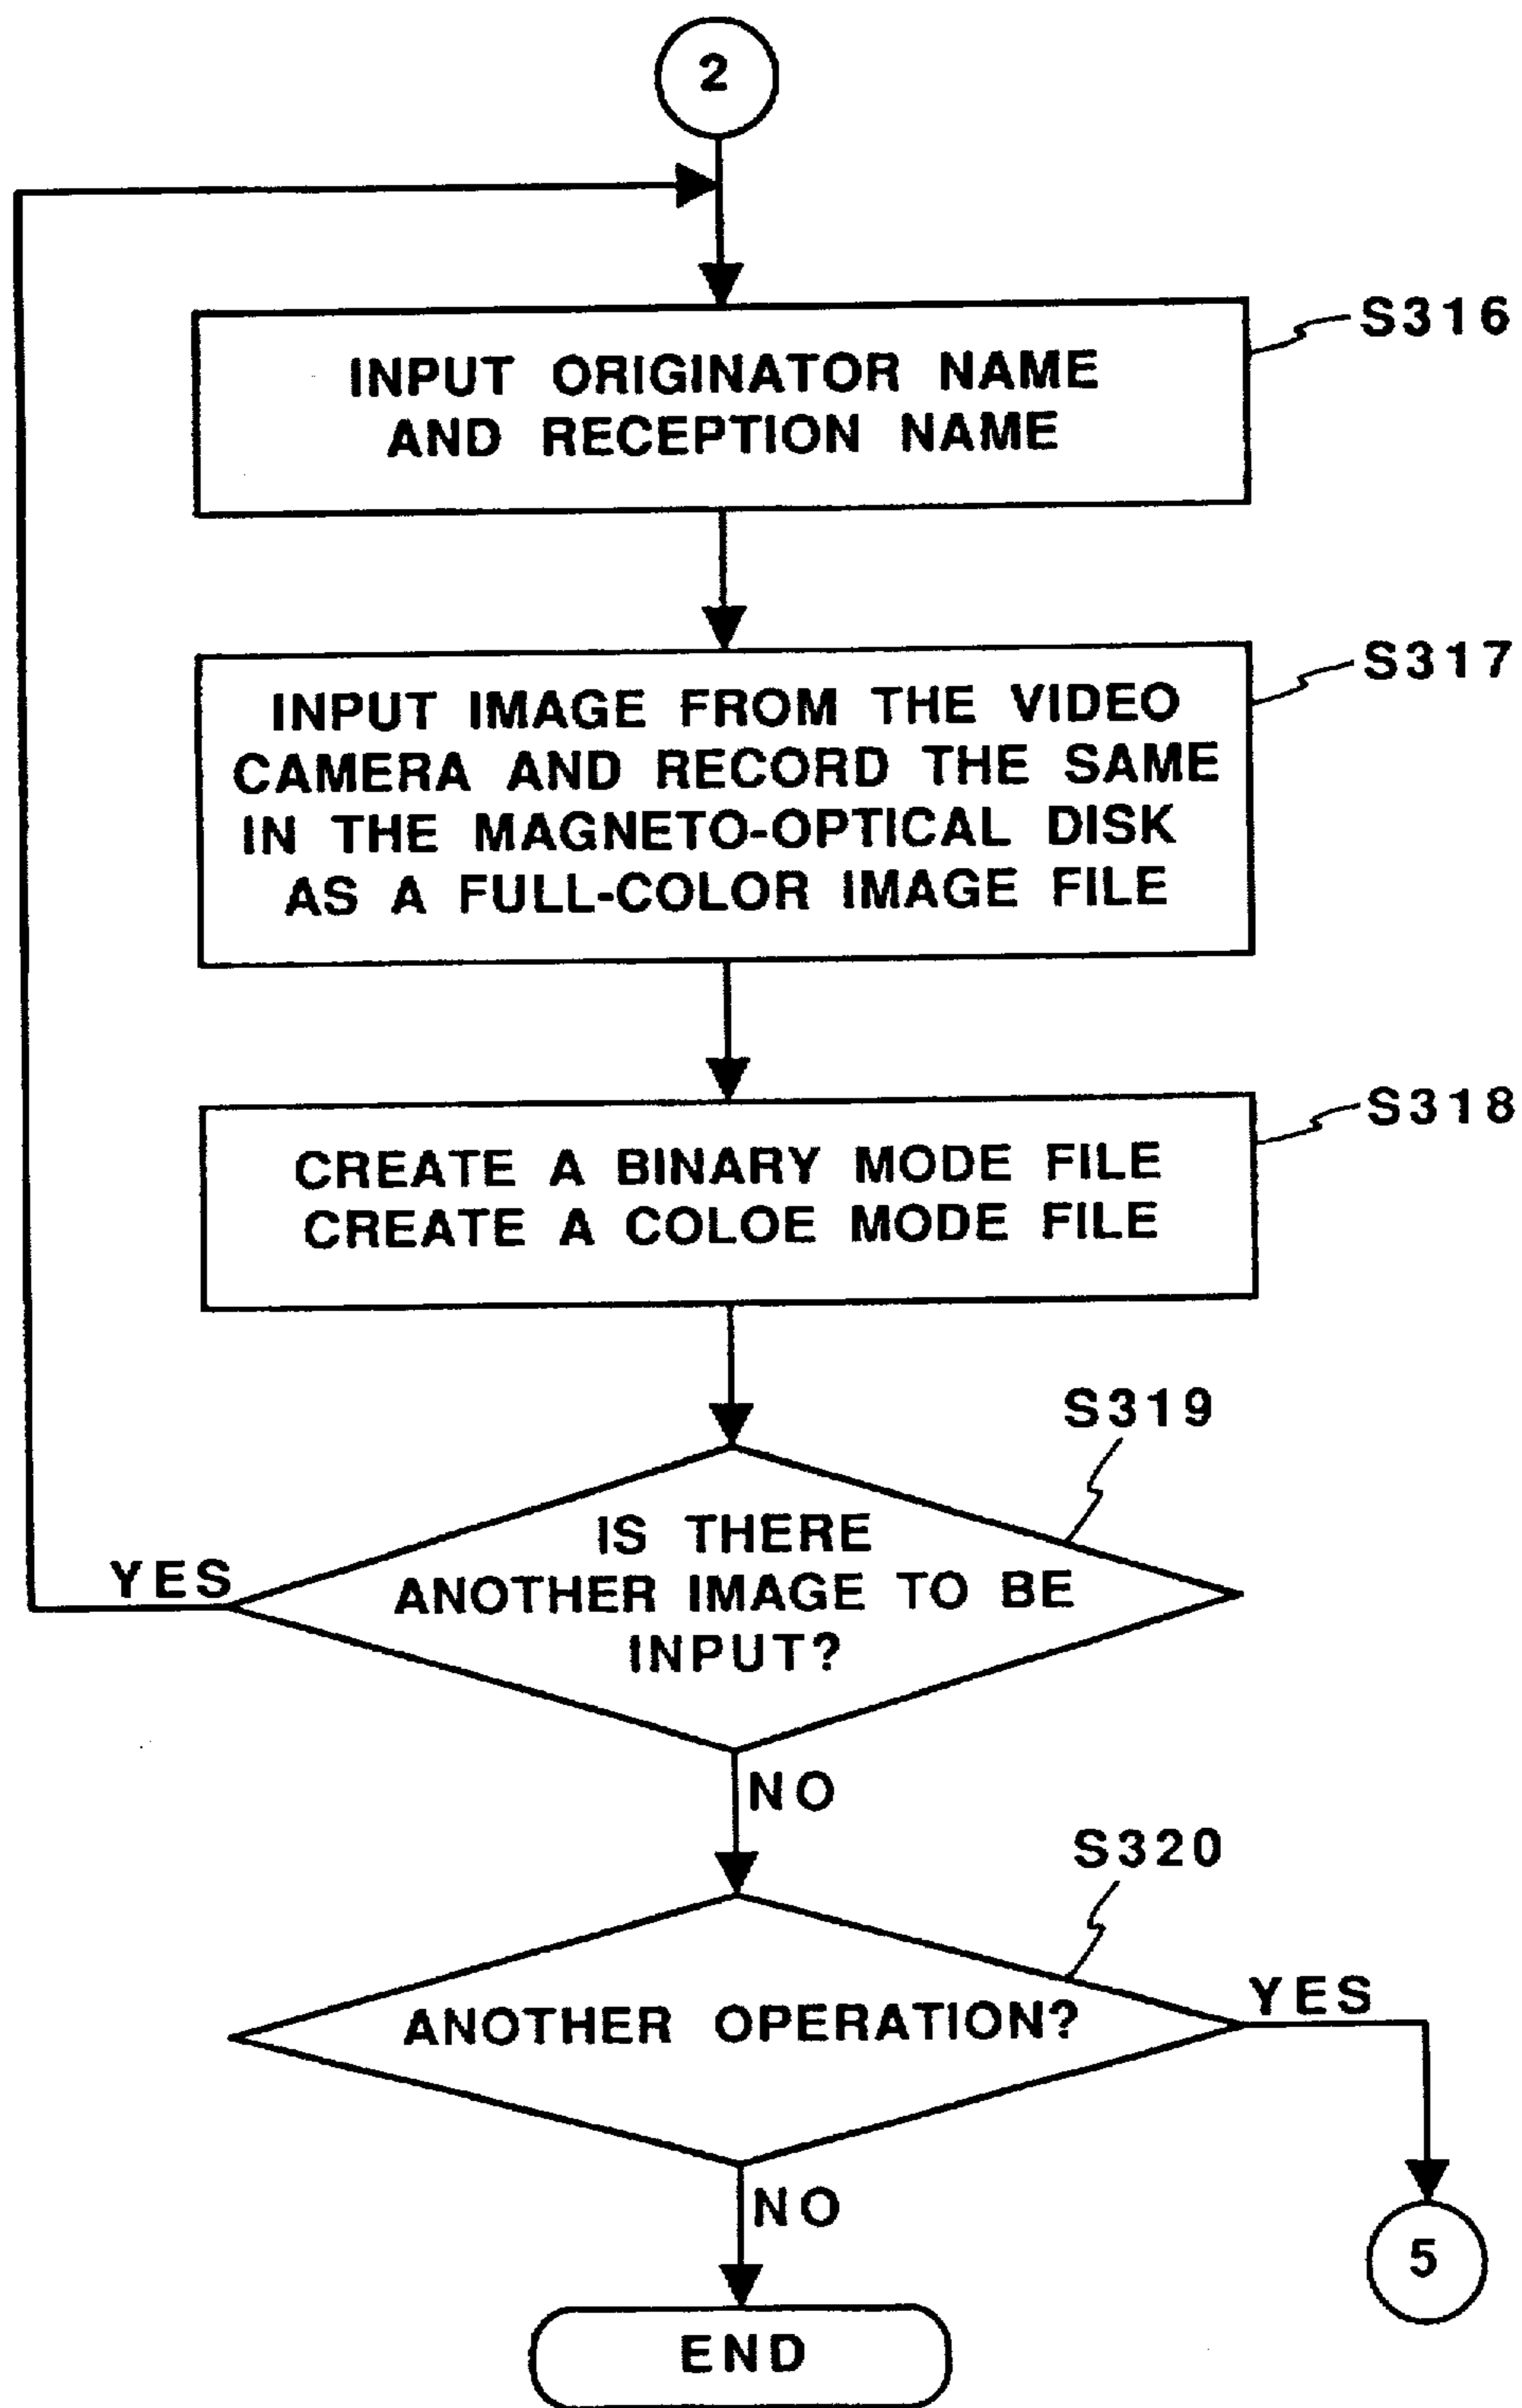 2
S316
INPUT ORIGINATOR NAME
AND RECEPTION NAME
S317
INPUT IMAGE FROM THE VIDEO
CAMERA AND RECORD THE SAME
IN THE MAGNETO-OPTICAL DISK
AS A FULL-COLOR IMAGE FILE
S318
CREATE A BINARY MODE FILE
CREATE A COLOE MODE FILE
S319
IS THERE
ANOTHER IMAGE TO BE
INPUT?
YES
NO
S320
ANOTHER OPERATION?
YES
NO
5
END